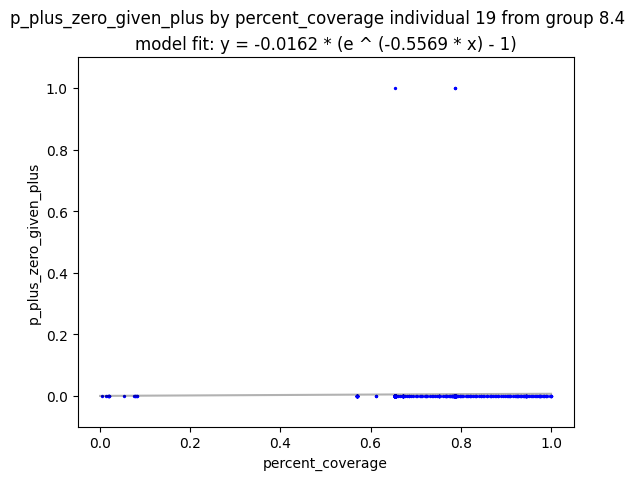 p_plus_zero_given_plus by percent_coverage individual 19 from group 8.4
model fit: y = -0.0162 * (e ^ (-0.5569 * x) - 1)
1.0
0.8
0.6
0.4
0.2
0.0
p_plus_zero_given_plus
0.0 0.2 0.4 0.6 0.8 1.0
percent_coverage